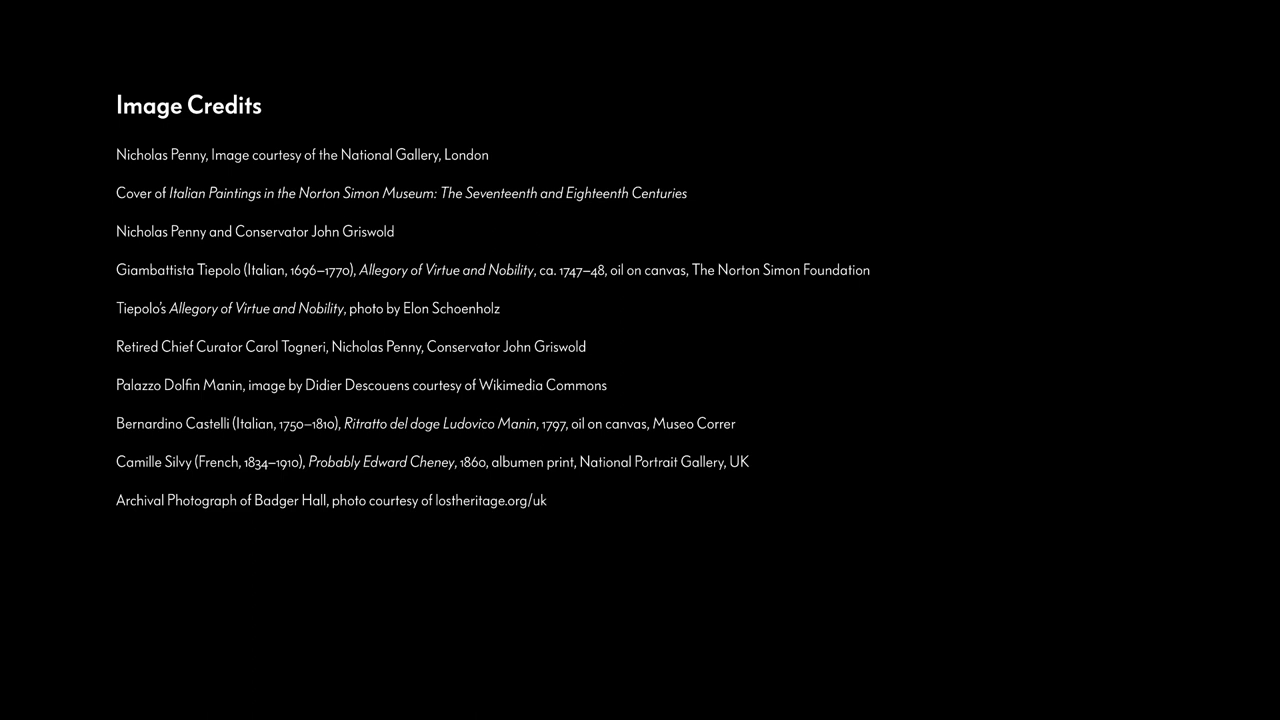 Image Credits
Nicholas Penny, Image courtesy of the National Gallery, London
Cover of Italian Paintings in the Norton Simon Museum: The Seventeenth and Eighteenth Centuries
Nicholas Penny and Conservator John Griswold
Giambattista Tiepolo (Italian, 1696–1770), Allegory of Virtue and Nobility, ca. 1747–48, oil on canvas, The Norton Simon Foundation
Tiepolo’s Allegory of Virtue and Nobility, photo by Elon Schoenholz
Retired Chief Curator Carol Togneri, Nicholas Penny, Conservator John Griswold
Palazzo Dolfin Manin, image by Didier Descouens courtesy of Wikimedia Commons
Bernardino Castelli (Italian, 1750–1810), Ritratto del doge Ludovico Manin, 1797, oil on canvas, Museo Correr
Camille Silvy (French, 1834–1910), Probably Edward Cheney, 1860, albumen print, National Portrait Gallery, UK
Archival Photograph of Badger Hall, photo courtesy of lostheritage.org/uk